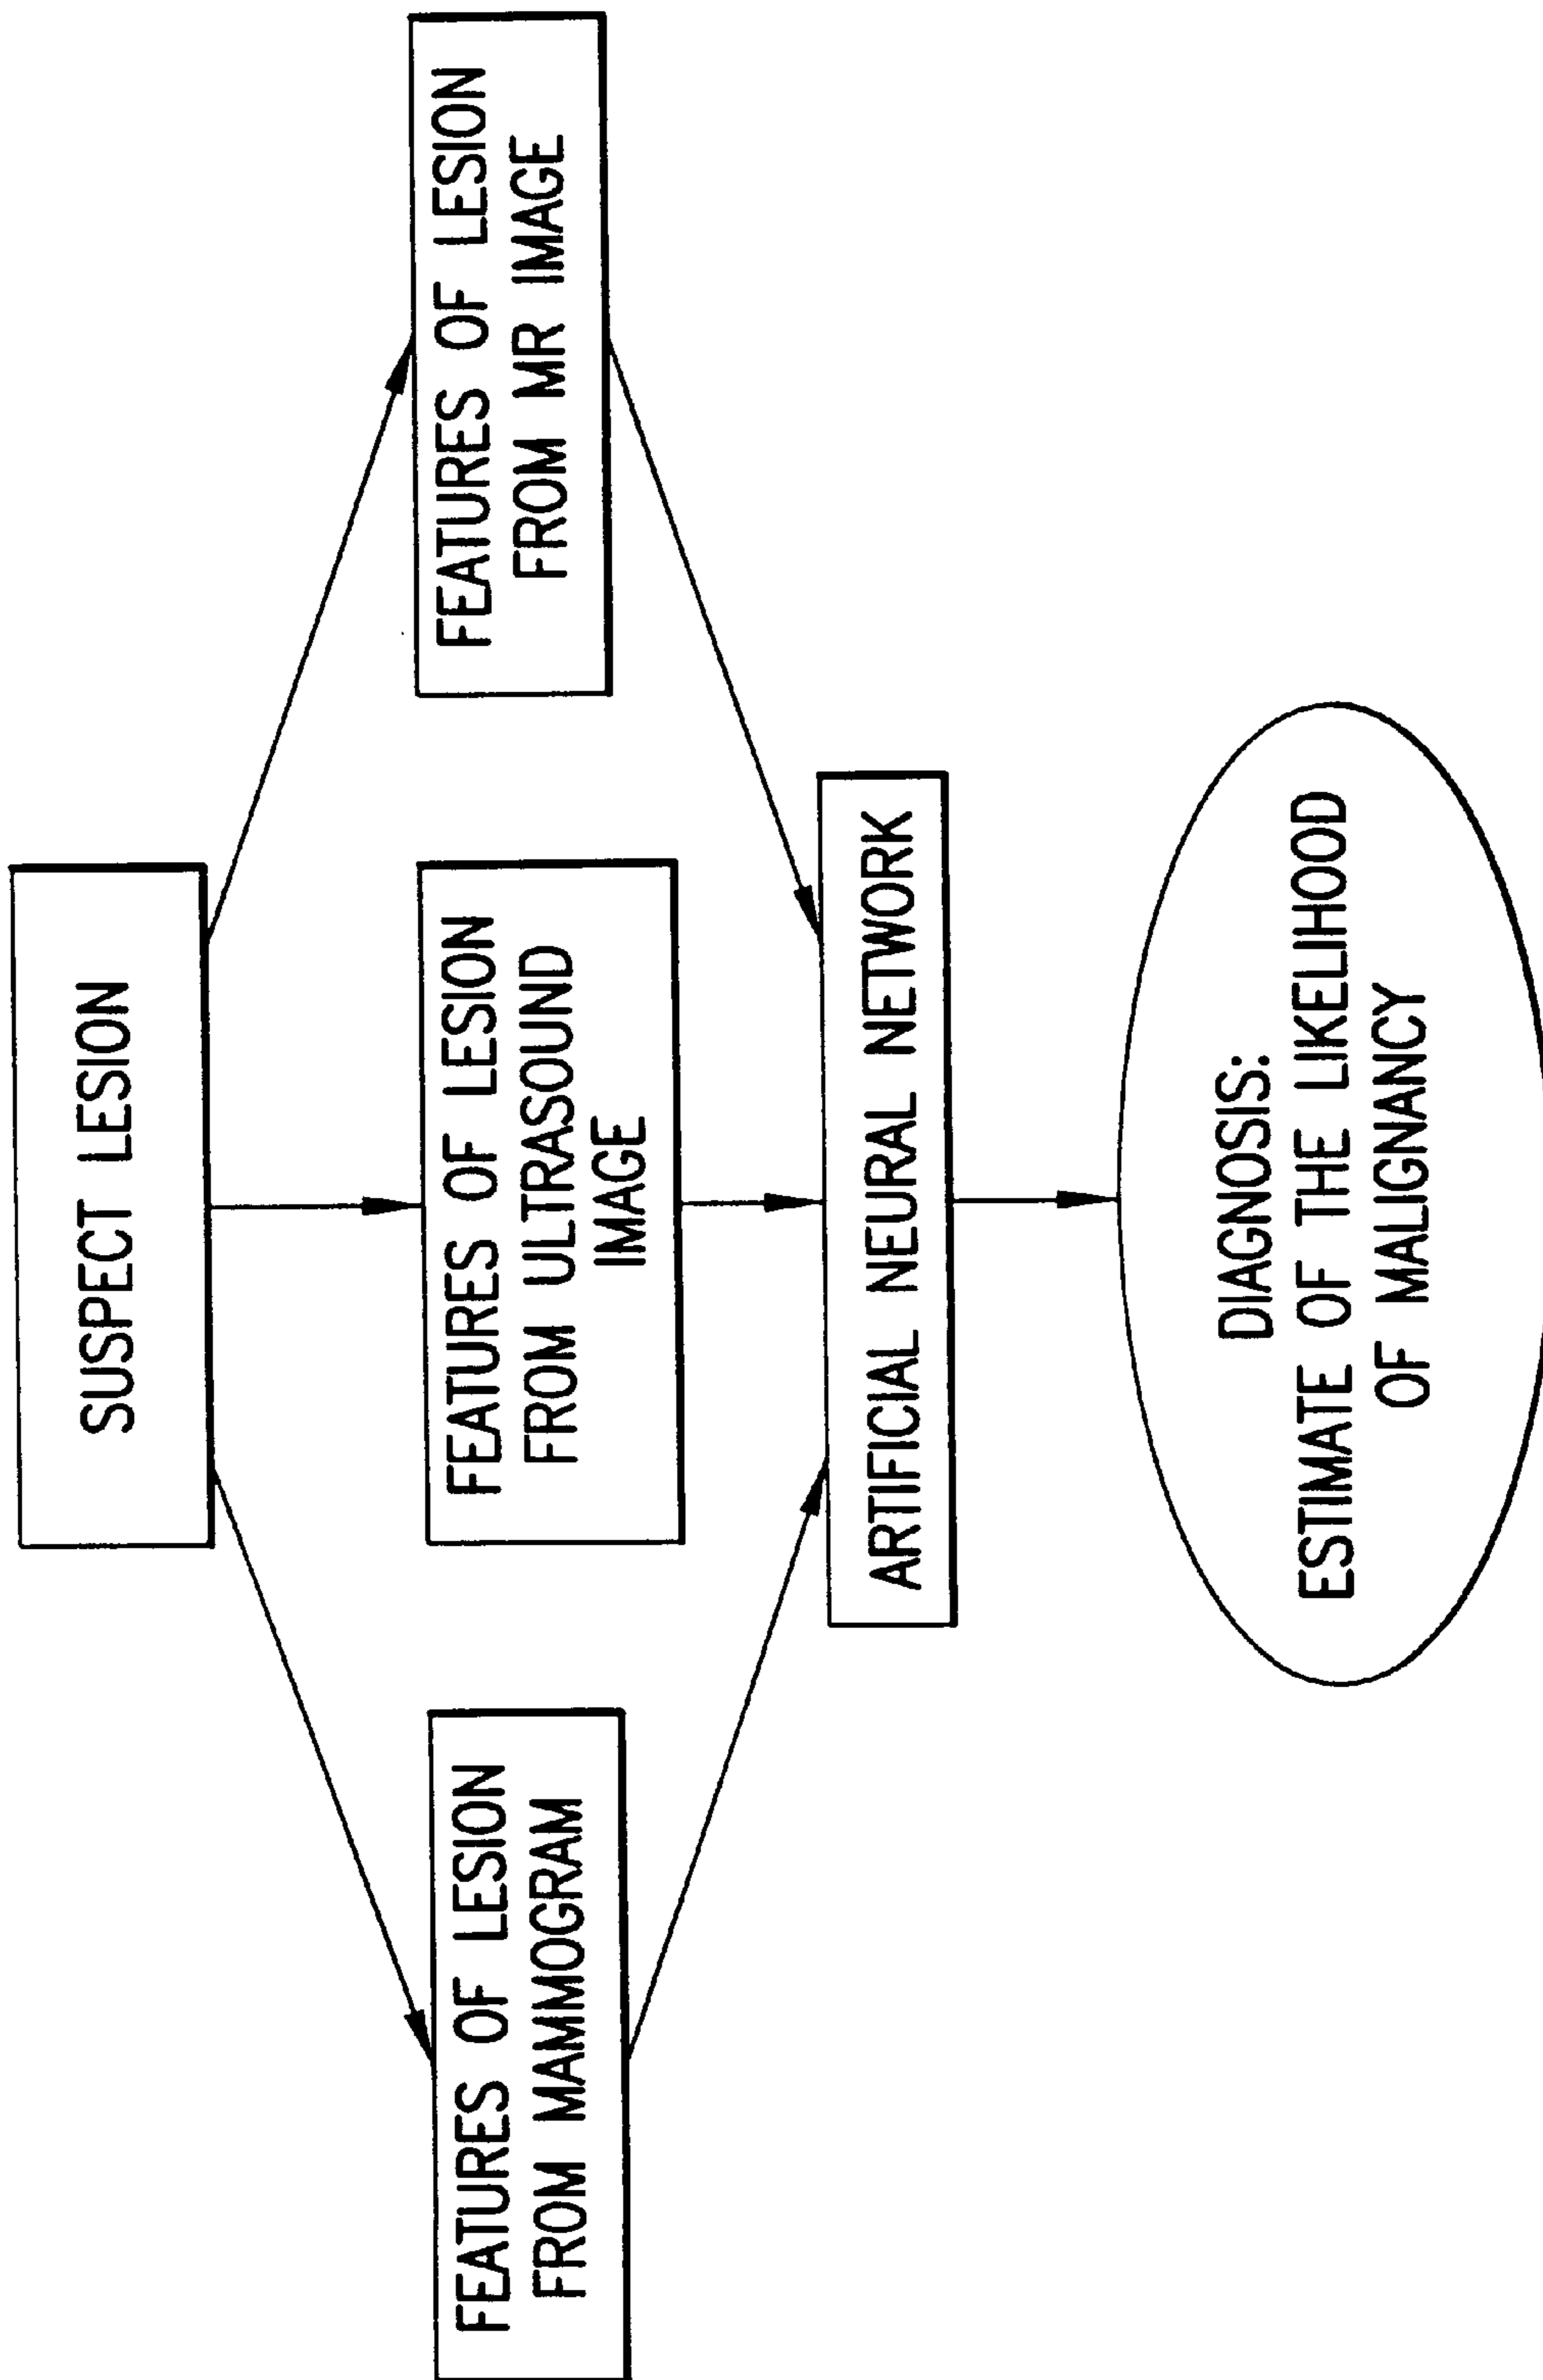 SUSPECT LESION
FEATURES OF LESION
FROM MAMMOGRAM
FEATURES OF LESION
FROM ULTRASOUND
IMAGE
FEATURES OF LESION
FROM MR IMAGE
ARTIFICIAL NEURAL NETWORK
DIAGNOSIS:
ESTIMATE OF THE LIKELIHOOD
OF MALIGNANCY